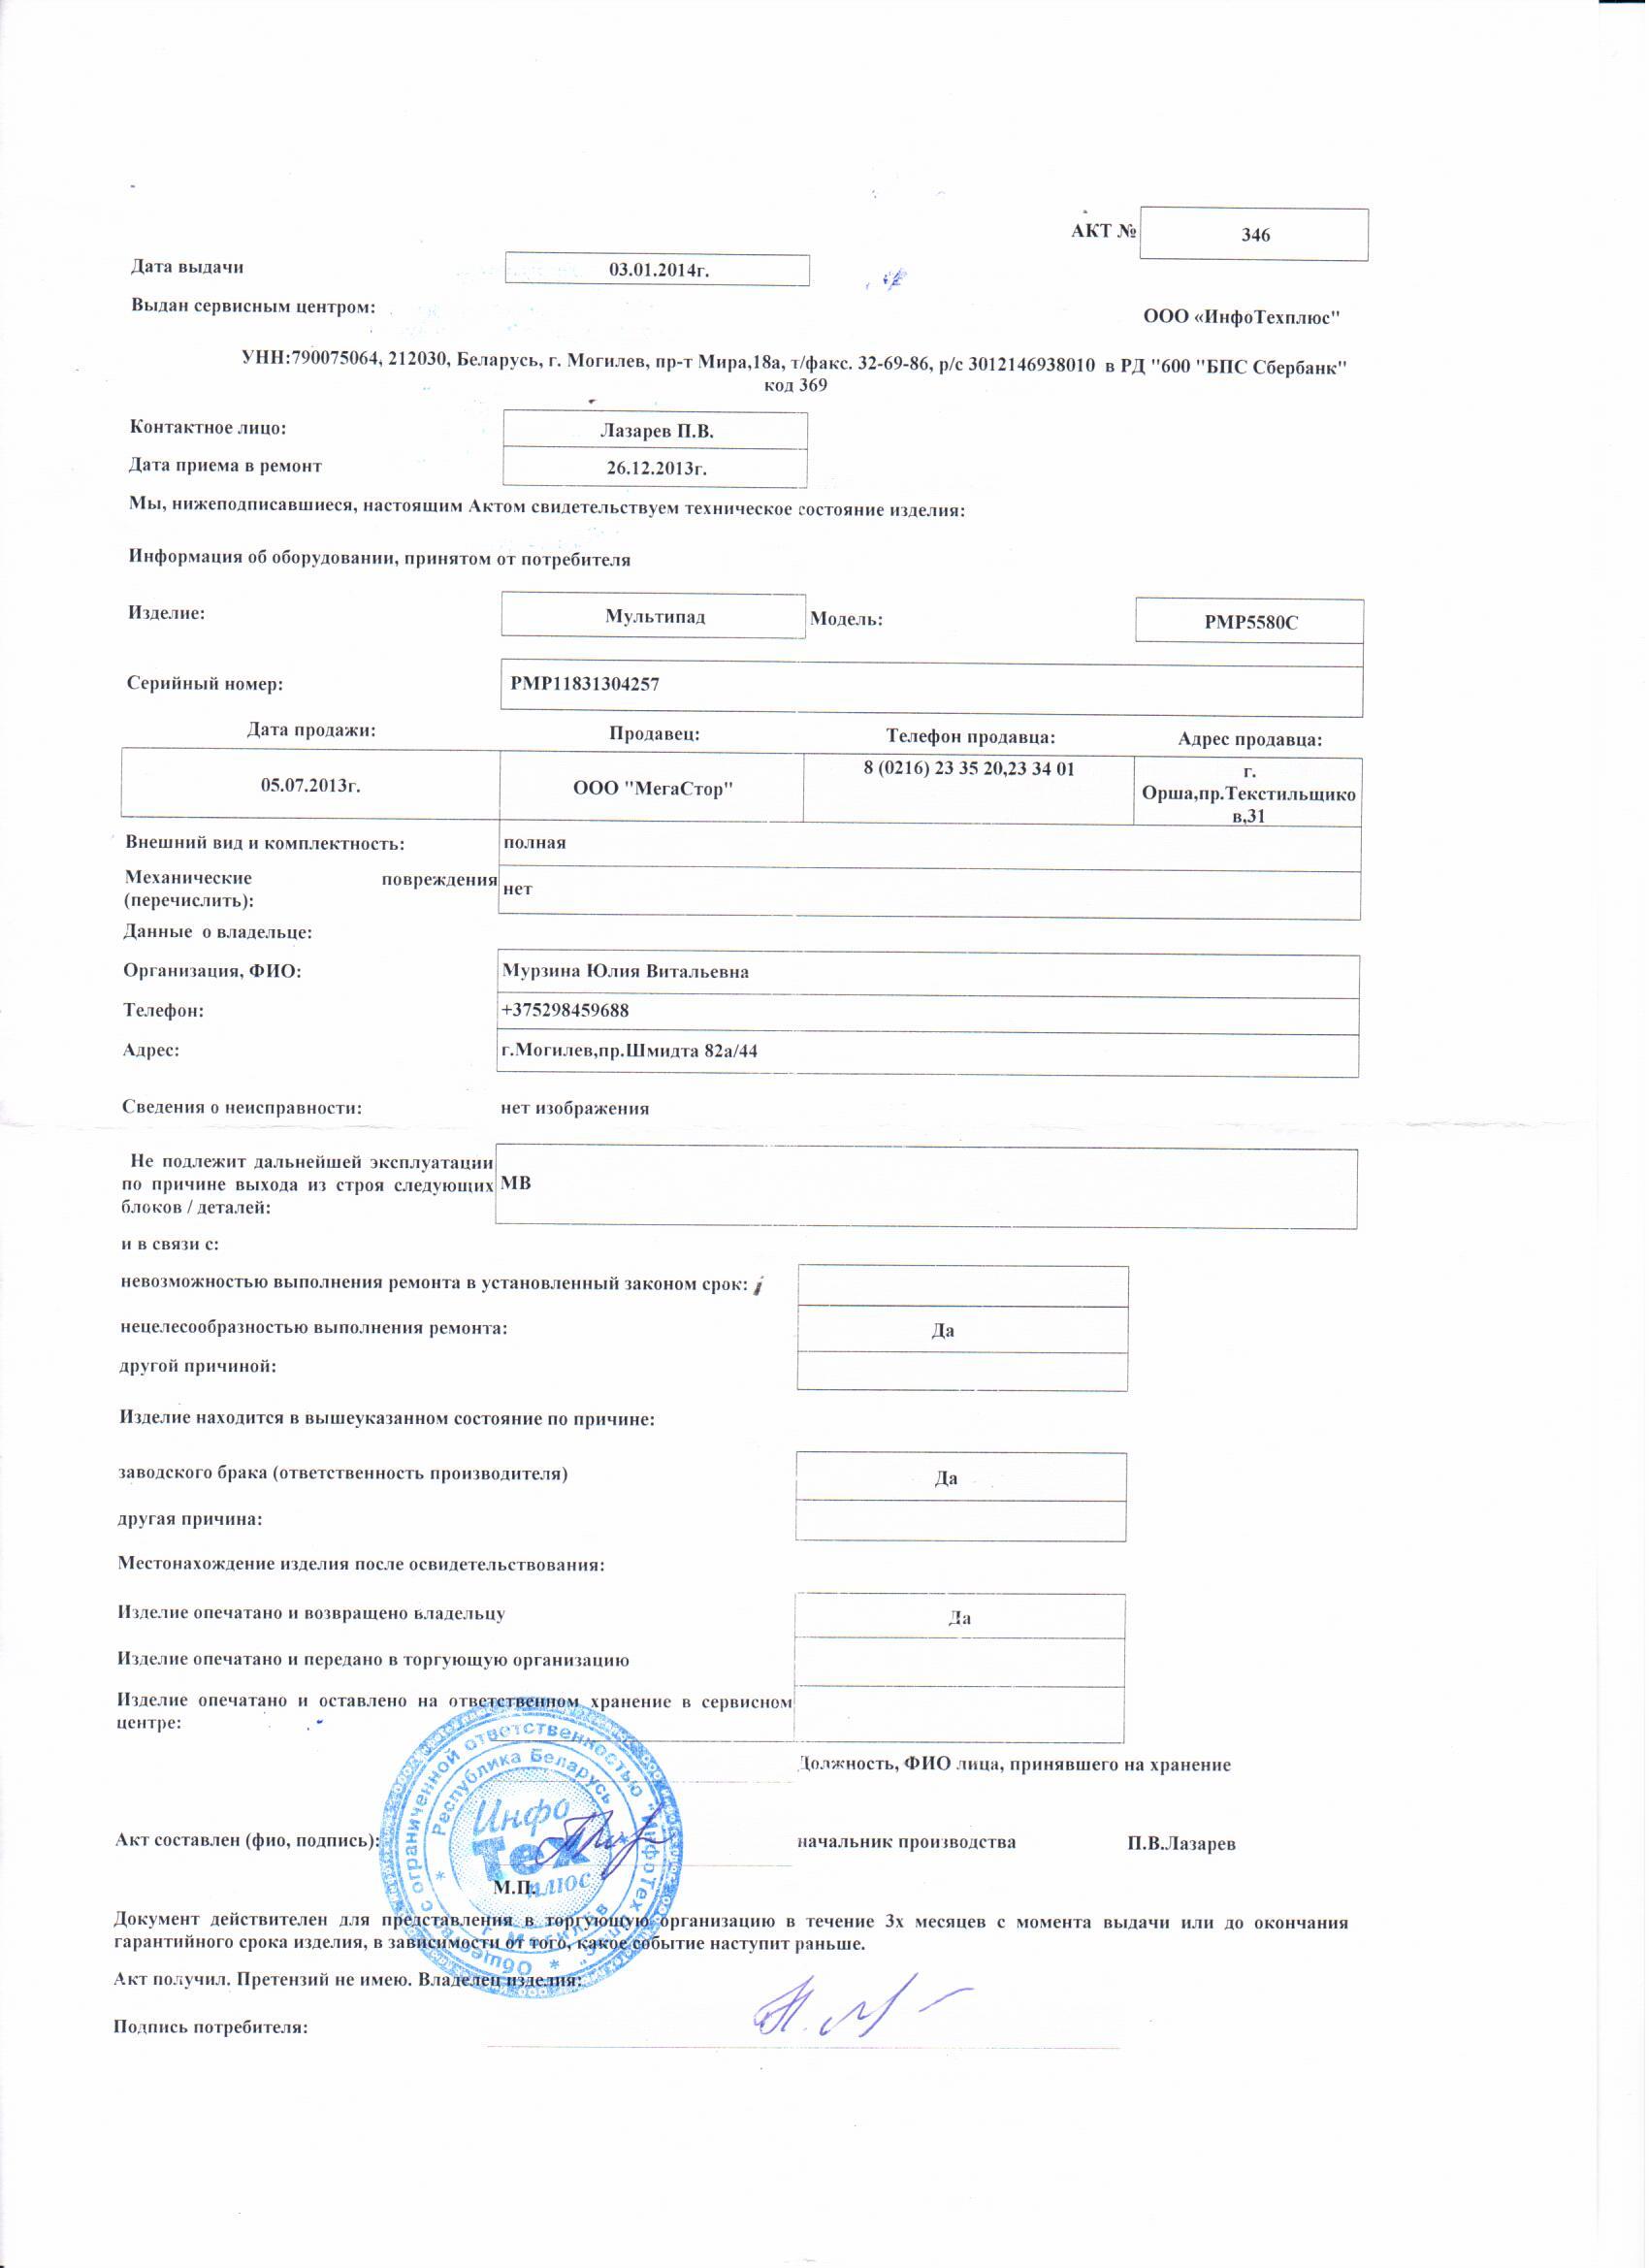 АКТ № 346
Дата выдачи 03.01.2014г.
Выдан сервисным центром: ООО «ИнфоТехплюс"
УНН:790075064, 212030, Беларусь, г. Могилев, пр-т Мира,18а, т/факс. 32-69-86, р/с 3012146938010 в РД "600 "БПС Сбербанк"
код 369
Контактное лицо: Лазарев П.В.
Дата приема в ремонт 26.12.2013г.
Мы, нижеподписавшиеся, настоящим Актом свидетельствуем техническое состояние изделия:
Информация об оборудовании, принятом от потребителя
Изделие: Мультипад Модель: PMP5580C
Серийный номер: PMP11831304257
Дата продажи: Продавец: Телефон продавца: Адрес продавца:
05.07.2013г. ООО "МегаСтор" 8 (0216) 23 35 20,23 34 01 г.
Орша,пр.Текстильщико
в,31
Внешний вид и комплектность: полная
Механические повреждения
(перечислить): нет
Данные о владельце:
Организация, ФИО: Мурзина Юлия Витальевна
Телефон: +375298459688
Адрес: г.Могилев,пр.Шмидта 82а/44
Сведения о неисправности: нет изображения
Не подлежит дальнейшей эксплуатации
по причине выхода из строя следующих МВ
блоков / деталей:
и в связи с:
невозможностью выполнения ремонта в установленный законом срок:
нецелесообразностью выполнения ремонта: Да
другой причиной:
Изделие находится в вышеуказанном состояние по причине:
заводского брака (ответственность производителя) Да
другая причина:
Местонахождение изделия после освидетельствования:
Изделие опечатано и возвращено владельцу Да
Изделие опечатано и передано в торгующую организацию
Изделие опечатано и оставлено на ответственном хранение в сервисном
центре:
Должность, ФИО лица, принявшего на хранение
Общество с ограниченной ответственностью "ИнфоТех плюс"
Республика Беларусь
г. Могилёв
Инфо
Тех
плюс
Акт составлен (фио, подпись): начальник производства П.В.Лазарев
М.П.
Документ действителен для представления в торгующую организацию в течение 3х месяцев с момента выдачи или до окончания
гарантийного срока изделия, в зависимости от того, какое событие наступит раньше.
Акт получил. Претензий не имею. Владелец изделия:
Подпись потребителя: